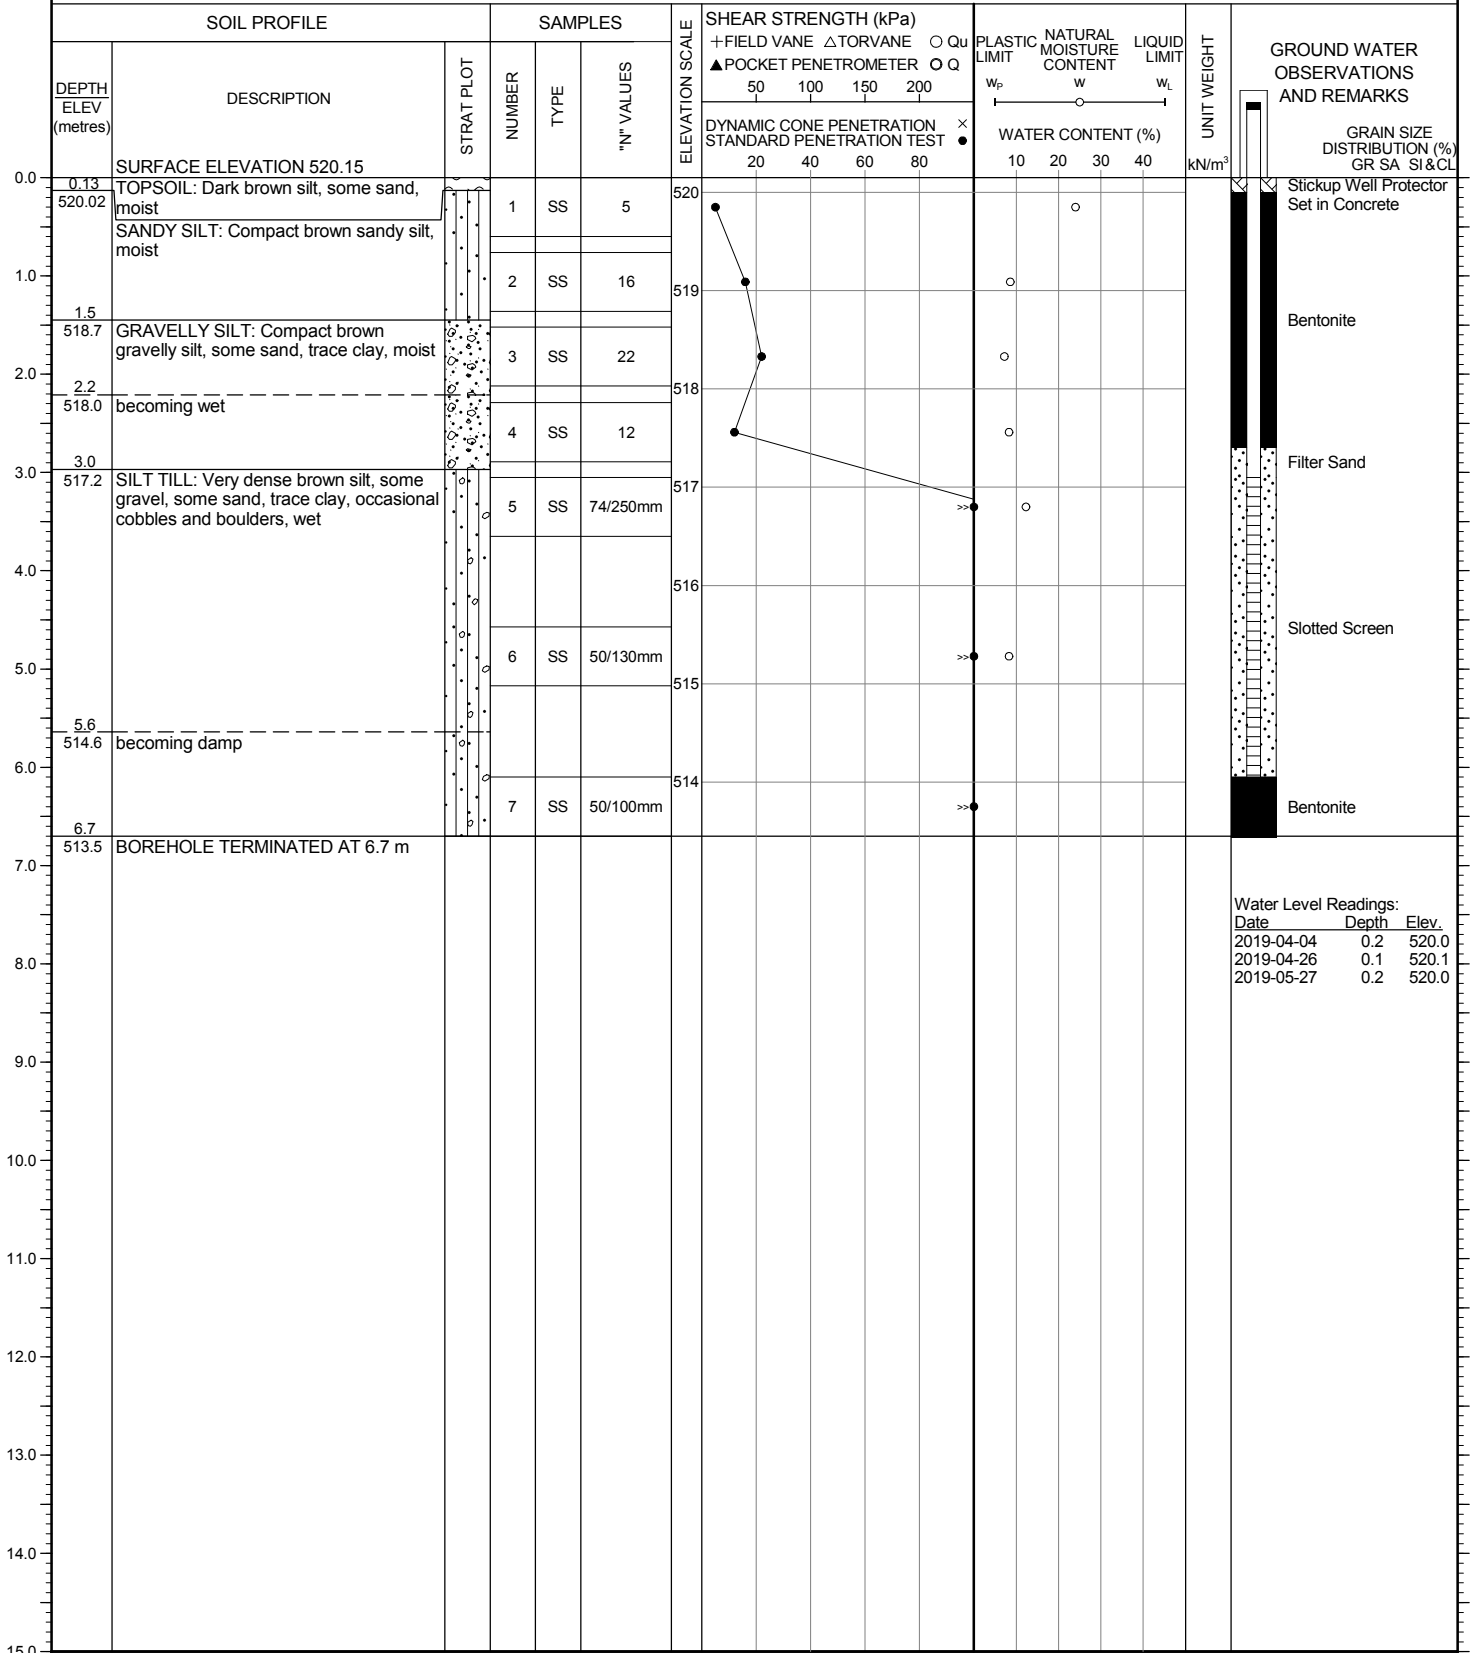 SOIL PROFILE
SAMPLES
ELEVATION SCALE
SHEAR STRENGTH (kPa)
+FIELD VANE △TORVANE ○ Qu
▲POCKET PENETROMETER ○ Q
50 100 150 200
DYNAMIC CONE PENETRATION ×
STANDARD PENETRATION TEST ●
20 40 60 80
PLASTIC LIMIT
NATURAL MOISTURE CONTENT
LIQUID LIMIT
WP W WL
WATER CONTENT (%)
10 20 30 40
UNIT WEIGHT
kN/m³
GROUND WATER
OBSERVATIONS
AND REMARKS
GRAIN SIZE
DISTRIBUTION (%)
GR SA SI&CL
DEPTH
ELEV
(metres)
DESCRIPTION
STRAT PLOT
NUMBER
TYPE
"N" VALUES
SURFACE ELEVATION 520.15
0.0
0.13
520.02
TOPSOIL: Dark brown silt, some sand,
moist
SANDY SILT: Compact brown sandy silt,
moist
1 SS 5
520
Stickup Well Protector
Set in Concrete
1.0
2 SS 16
519
Bentonite
1.5
518.7
GRAVELLY SILT: Compact brown
gravelly silt, some sand, trace clay, moist
3 SS 22
2.0
518
2.2
518.0
becoming wet
4 SS 12
Filter Sand
3.0
3.0
517.2
SILT TILL: Very dense brown silt, some
gravel, some sand, trace clay, occasional
cobbles and boulders, wet
517
5 SS 74/250mm
>>
4.0
516
Slotted Screen
5.0
6 SS 50/130mm
>>
515
5.6
514.6
becoming damp
6.0
514
7 SS 50/100mm
>>
Bentonite
6.7
513.5
BOREHOLE TERMINATED AT 6.7 m
7.0
Water Level Readings:
Date Depth Elev.
2019-04-04 0.2 520.0
2019-04-26 0.1 520.1
2019-05-27 0.2 520.0
8.0
9.0
10.0
11.0
12.0
13.0
14.0
15.0